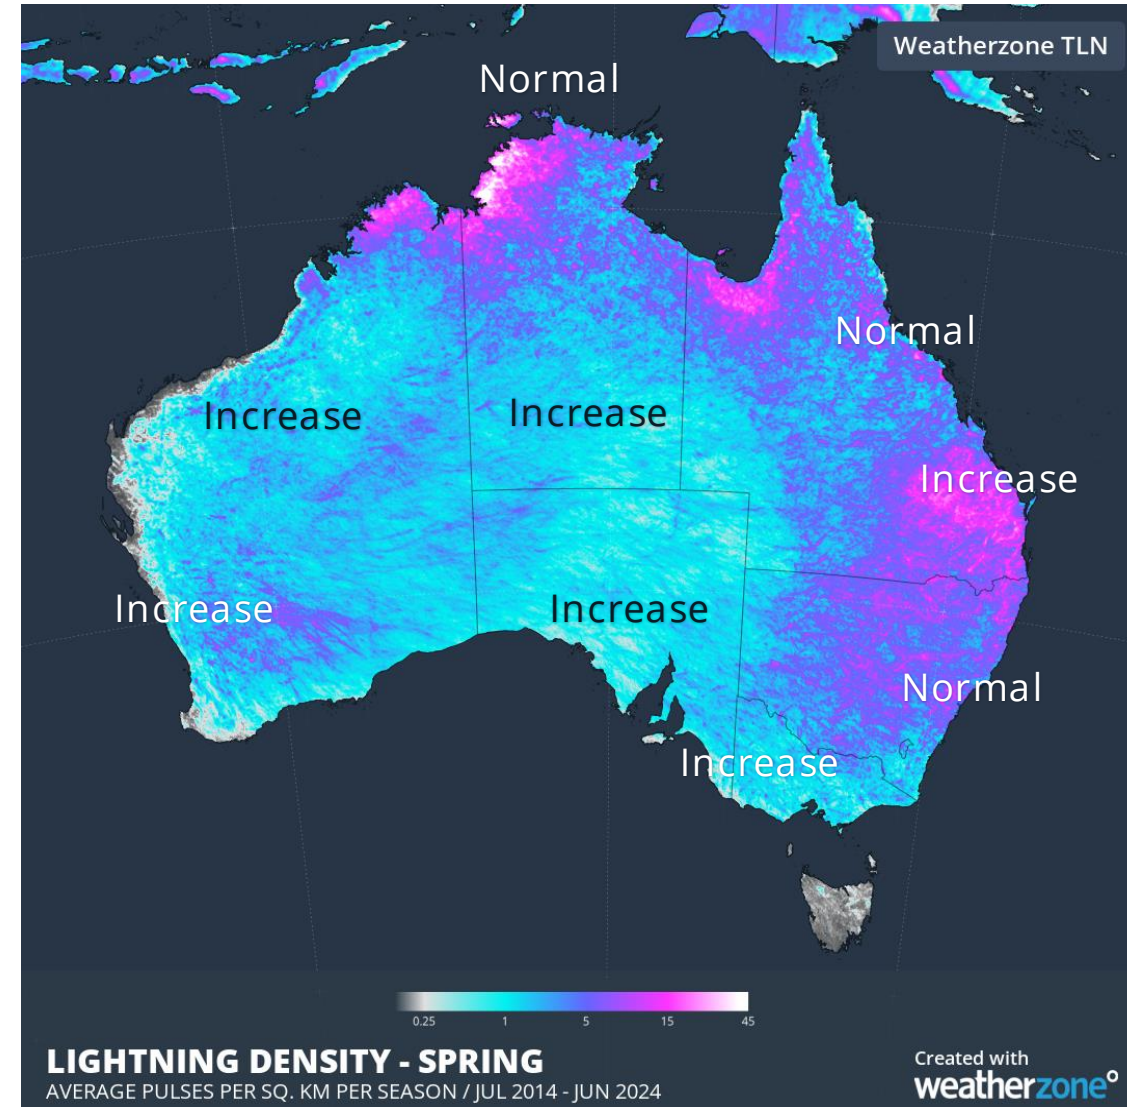 Weatherzone TLN
Normal
Normal
Increase
Increase
Increase
Increase
Increase
Normal
Increase
0.25 1 5 15 45
LIGHTNING DENSITY - SPRING
AVERAGE PULSES PER SQ. KM PER SEASON / JUL 2014 - JUN 2024
Created with
weatherzone°